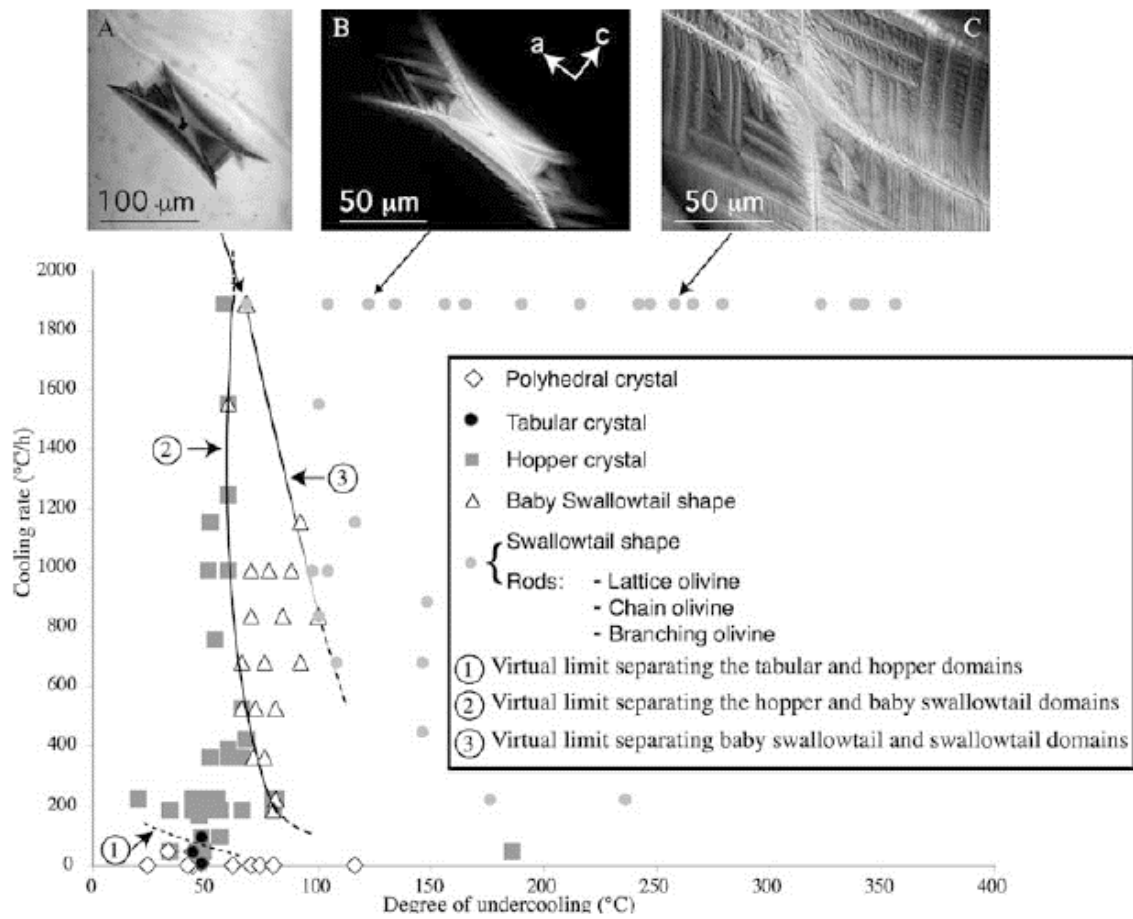 A
B
a
c
C
100 μm
50 μm
50 μm
Cooling rate (°C/h)
2000
1800
1600
1400
1200
1000
800
600
400
200
0
2
3
1
Polyhedral crystal
Tabular crystal
Hopper crystal
Baby Swallowtail shape
Swallowtail shape
Rods: - Lattice olivine
- Chain olivine
- Branching olivine
1 Virtual limit separating the tabular and hopper domains
2 Virtual limit separating the hopper and baby swallowtail domains
3 Virtual limit separating baby swallowtail and swallowtail domains
0 50 100 150 200 250 300 350 400
Degree of undercooling (°C)